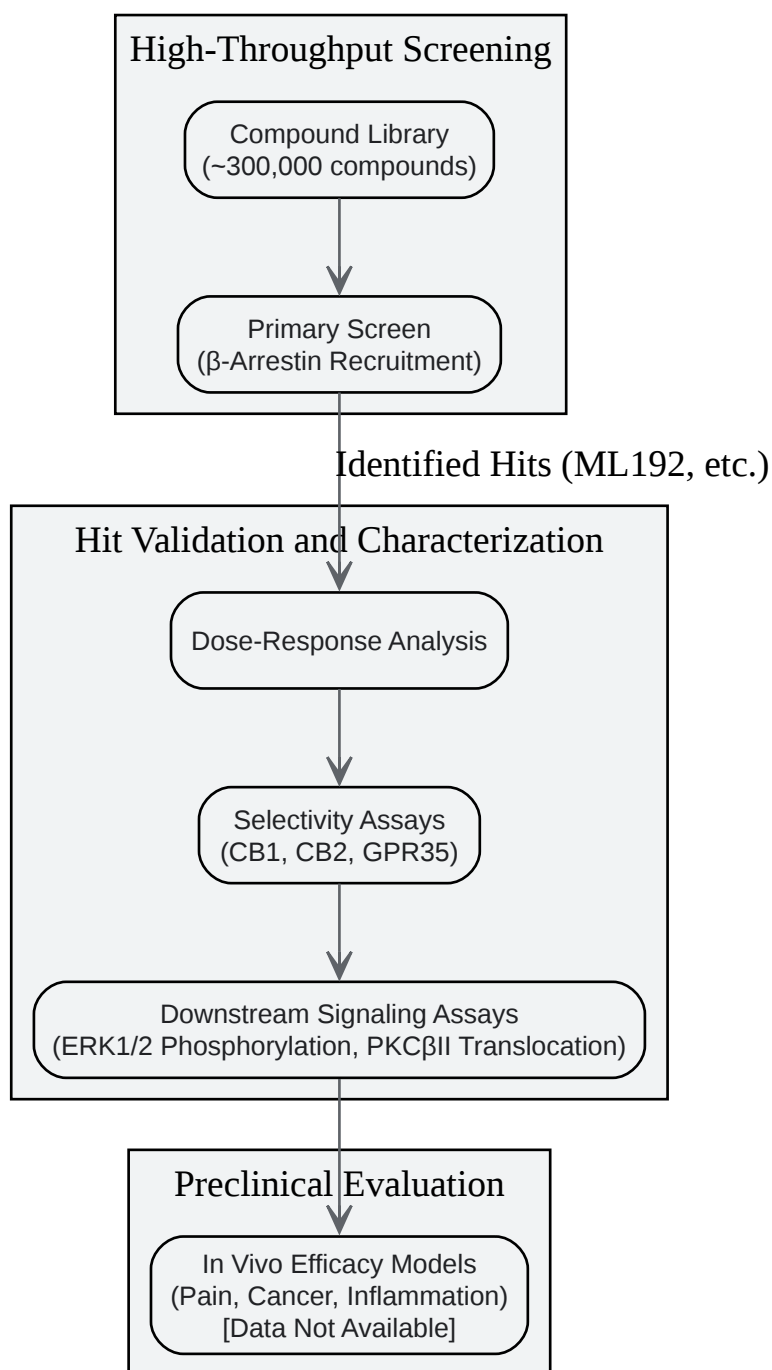 High-Throughput Screening
Compound Library
(~300,000 compounds)
Primary Screen
(β-Arrestin Recruitment)
Identified Hits (ML192, etc.)
Hit Validation and Characterization
Dose-Response Analysis
Selectivity Assays
(CB1, CB2, GPR35)
Downstream Signaling Assays
(ERK1/2 Phosphorylation, PKCβII Translocation)
Preclinical Evaluation
In Vivo Efficacy Models
(Pain, Cancer, Inflammation)
[Data Not Available]